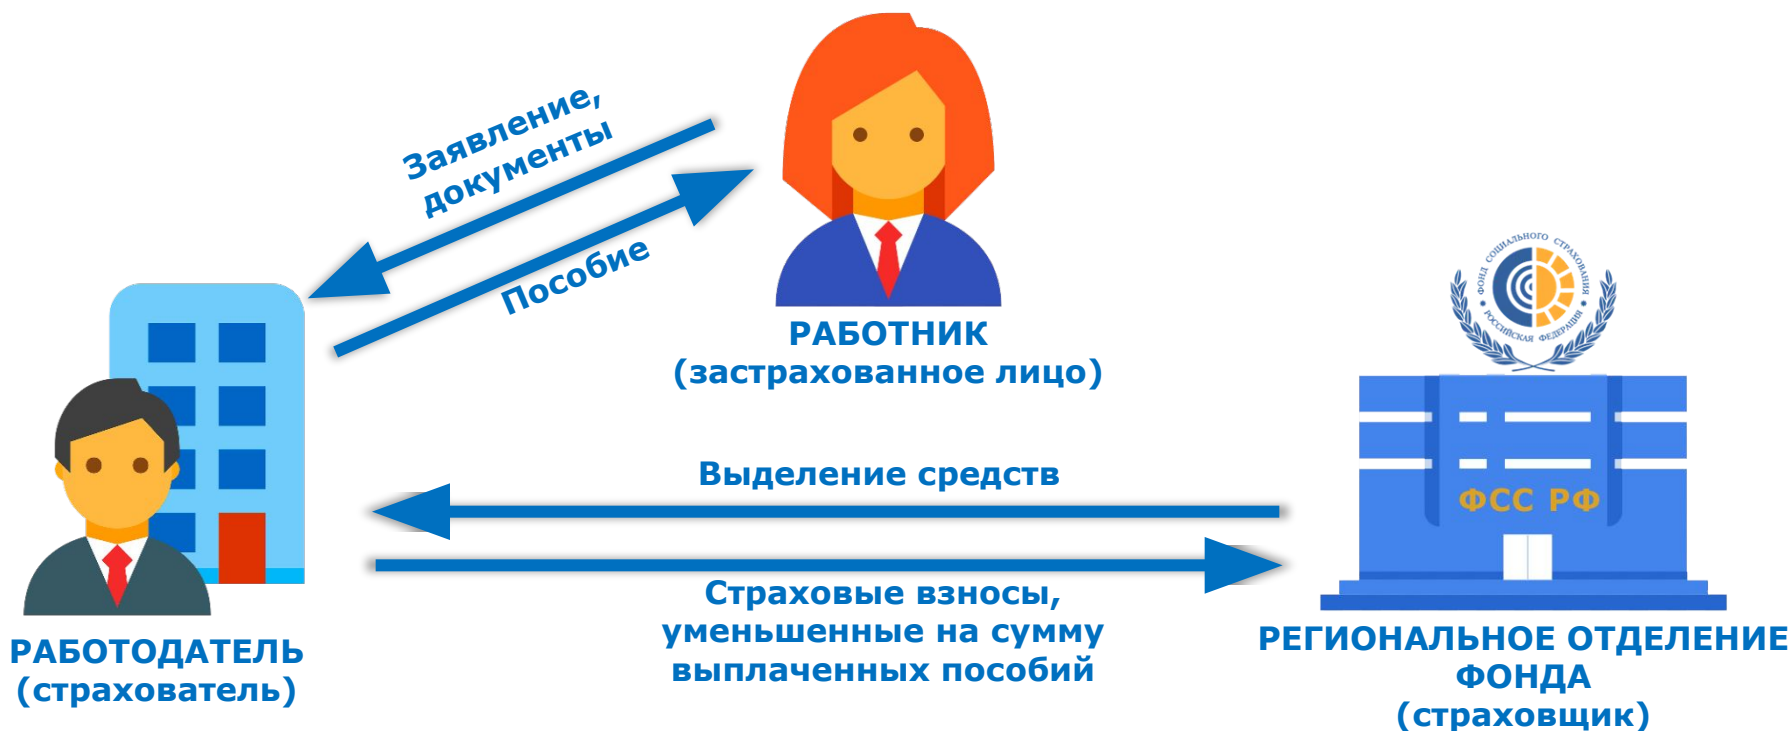 Заявление,
документы
Пособие
РАБОТНИК
(застрахованное лицо)
ФОНД СОЦИАЛЬНОГО СТРАХОВАНИЯ
РОССИЙСКАЯ ФЕДЕРАЦИЯ
ФСС РФ
Выделение средств
Страховые взносы,
уменьшенные на сумму
выплаченных пособий
РАБОТОДАТЕЛЬ
(страхователь)
РЕГИОНАЛЬНОЕ ОТДЕЛЕНИЕ
ФОНДА
(страховщик)